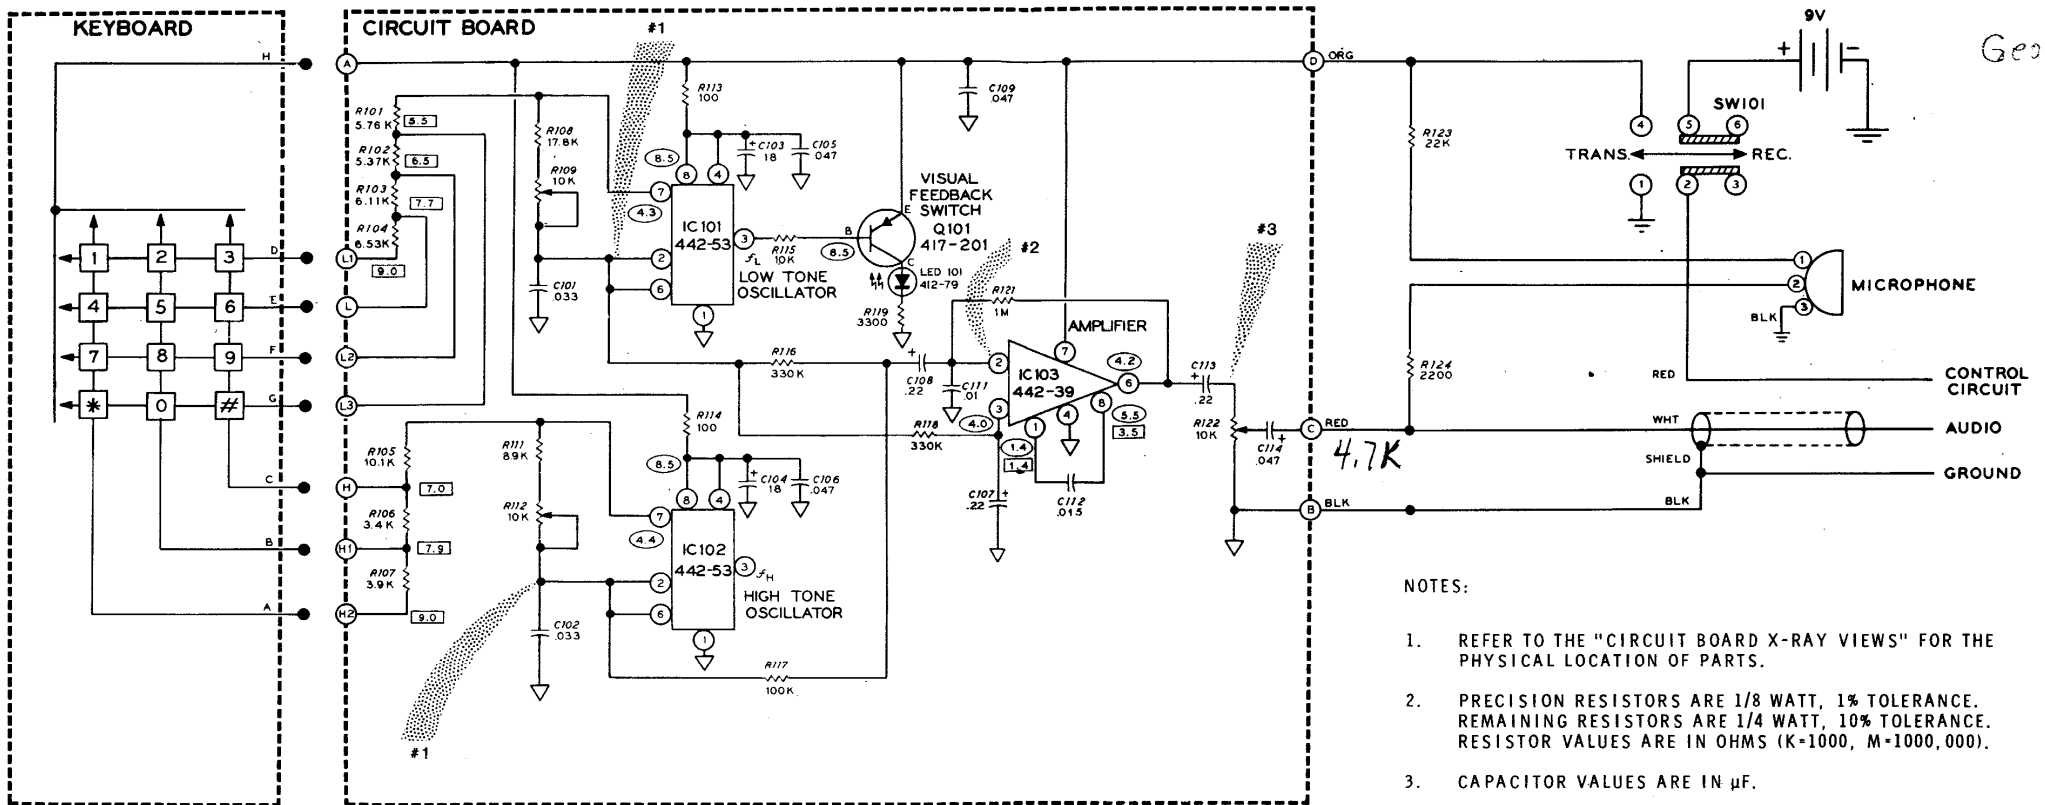 KEYBOARD
H
1 2 3 D
4 5 6 E
7 8 9 F
* 0 # G
C
B
A
CIRCUIT BOARD
#1
A
L1
L
L2
L3
H
H1
H2
R101
5.76 K 5.5
R102
5.37K 6.5
R103
6.11K 7.7
R104
6.53K
9.0
R105
10.1K
7.0
R106
3.4K
7.9
R107
3.9K
9.0
R108
17.8K
R109
10K
C101
.033
R113
100
8.5
8 4
C103
+ 18
C105
.047
7
4.3
IC101
442-53
2
6
3
fL
1
LOW TONE
OSCILLATOR
R115
10K
B
8.5
VISUAL
FEEDBACK
SWITCH
Q101
417-201
E
C
LED 101
412-79
R119
3300
C109
.047
R111
8.9K
R112
10K
C102
.033
R114
100
8.5
8 4
C104
+ 18
C106
.047
7
4.4
IC102
442-53
2
6
3
fH
1
HIGH TONE
OSCILLATOR
#1
R116
330K
R117
100K
R118
330K
C108
+ .22
C111
.01
#2
R121
1M
AMPLIFIER
IC103
442-39
2
3
7
6
4.2
8
4
1
4.0
5.5
3.5
1.4
1.4
C107
.22 +
C112
.015
C113
+ .22
#3
R122
10K
C114
+ .047
D ORG
C RED
4.7K
B BLK
R123
22K
R124
2200
9V
+ -
SW101
4 5 6
TRANS. REC.
1 2 3
1
2
3
MICROPHONE
BLK
RED
CONTROL
CIRCUIT
WHT
AUDIO
SHIELD
GROUND
BLK
NOTES:
1. REFER TO THE "CIRCUIT BOARD X-RAY VIEWS" FOR THE
PHYSICAL LOCATION OF PARTS.
2. PRECISION RESISTORS ARE 1/8 WATT, 1% TOLERANCE.
REMAINING RESISTORS ARE 1/4 WATT, 10% TOLERANCE.
RESISTOR VALUES ARE IN OHMS (K=1000, M=1000,000).
3. CAPACITOR VALUES ARE IN µF.